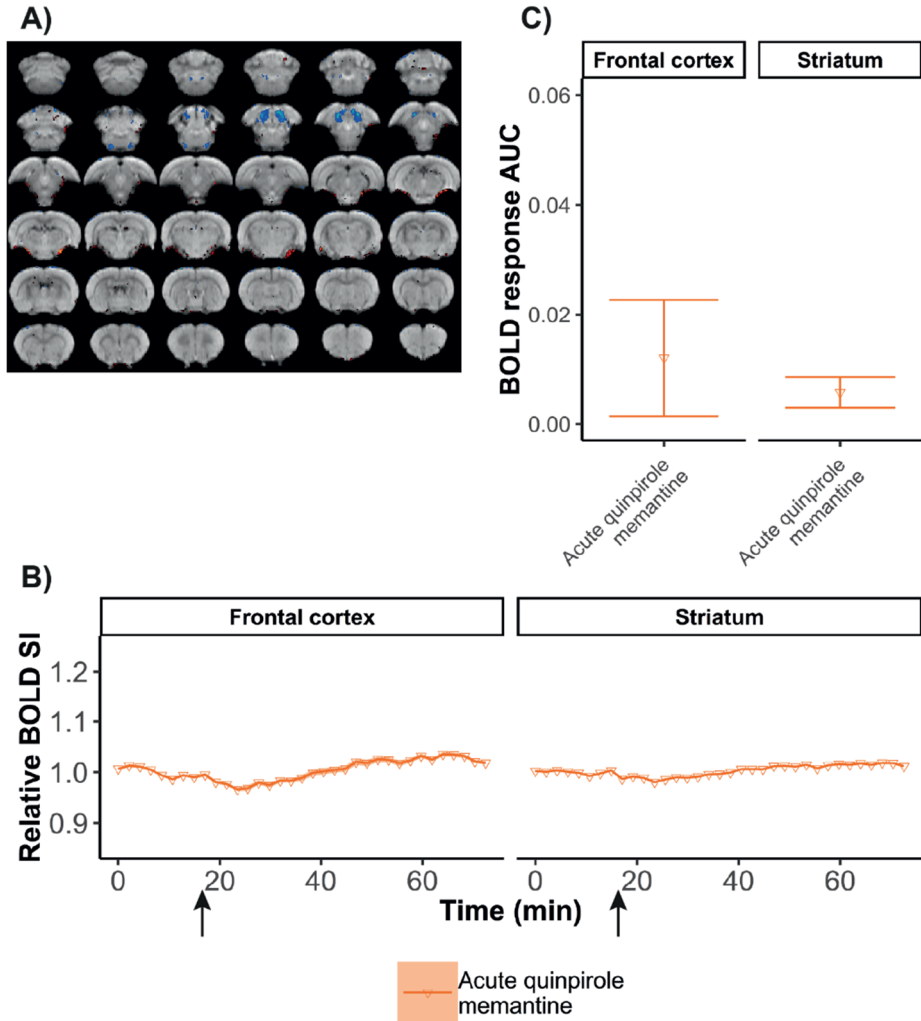 A)
C)
Frontal cortex
Striatum
BOLD response AUC
0.06
0.04
0.02
0.00
Acute quinpirole
memantine
Acute quinpirole
memantine
B)
Frontal cortex
Striatum
Relative BOLD SI
1.2
1.1
1.0
0.9
0 20 40 60
0 20 40 60
Time (min)
Acute quinpirole
memantine